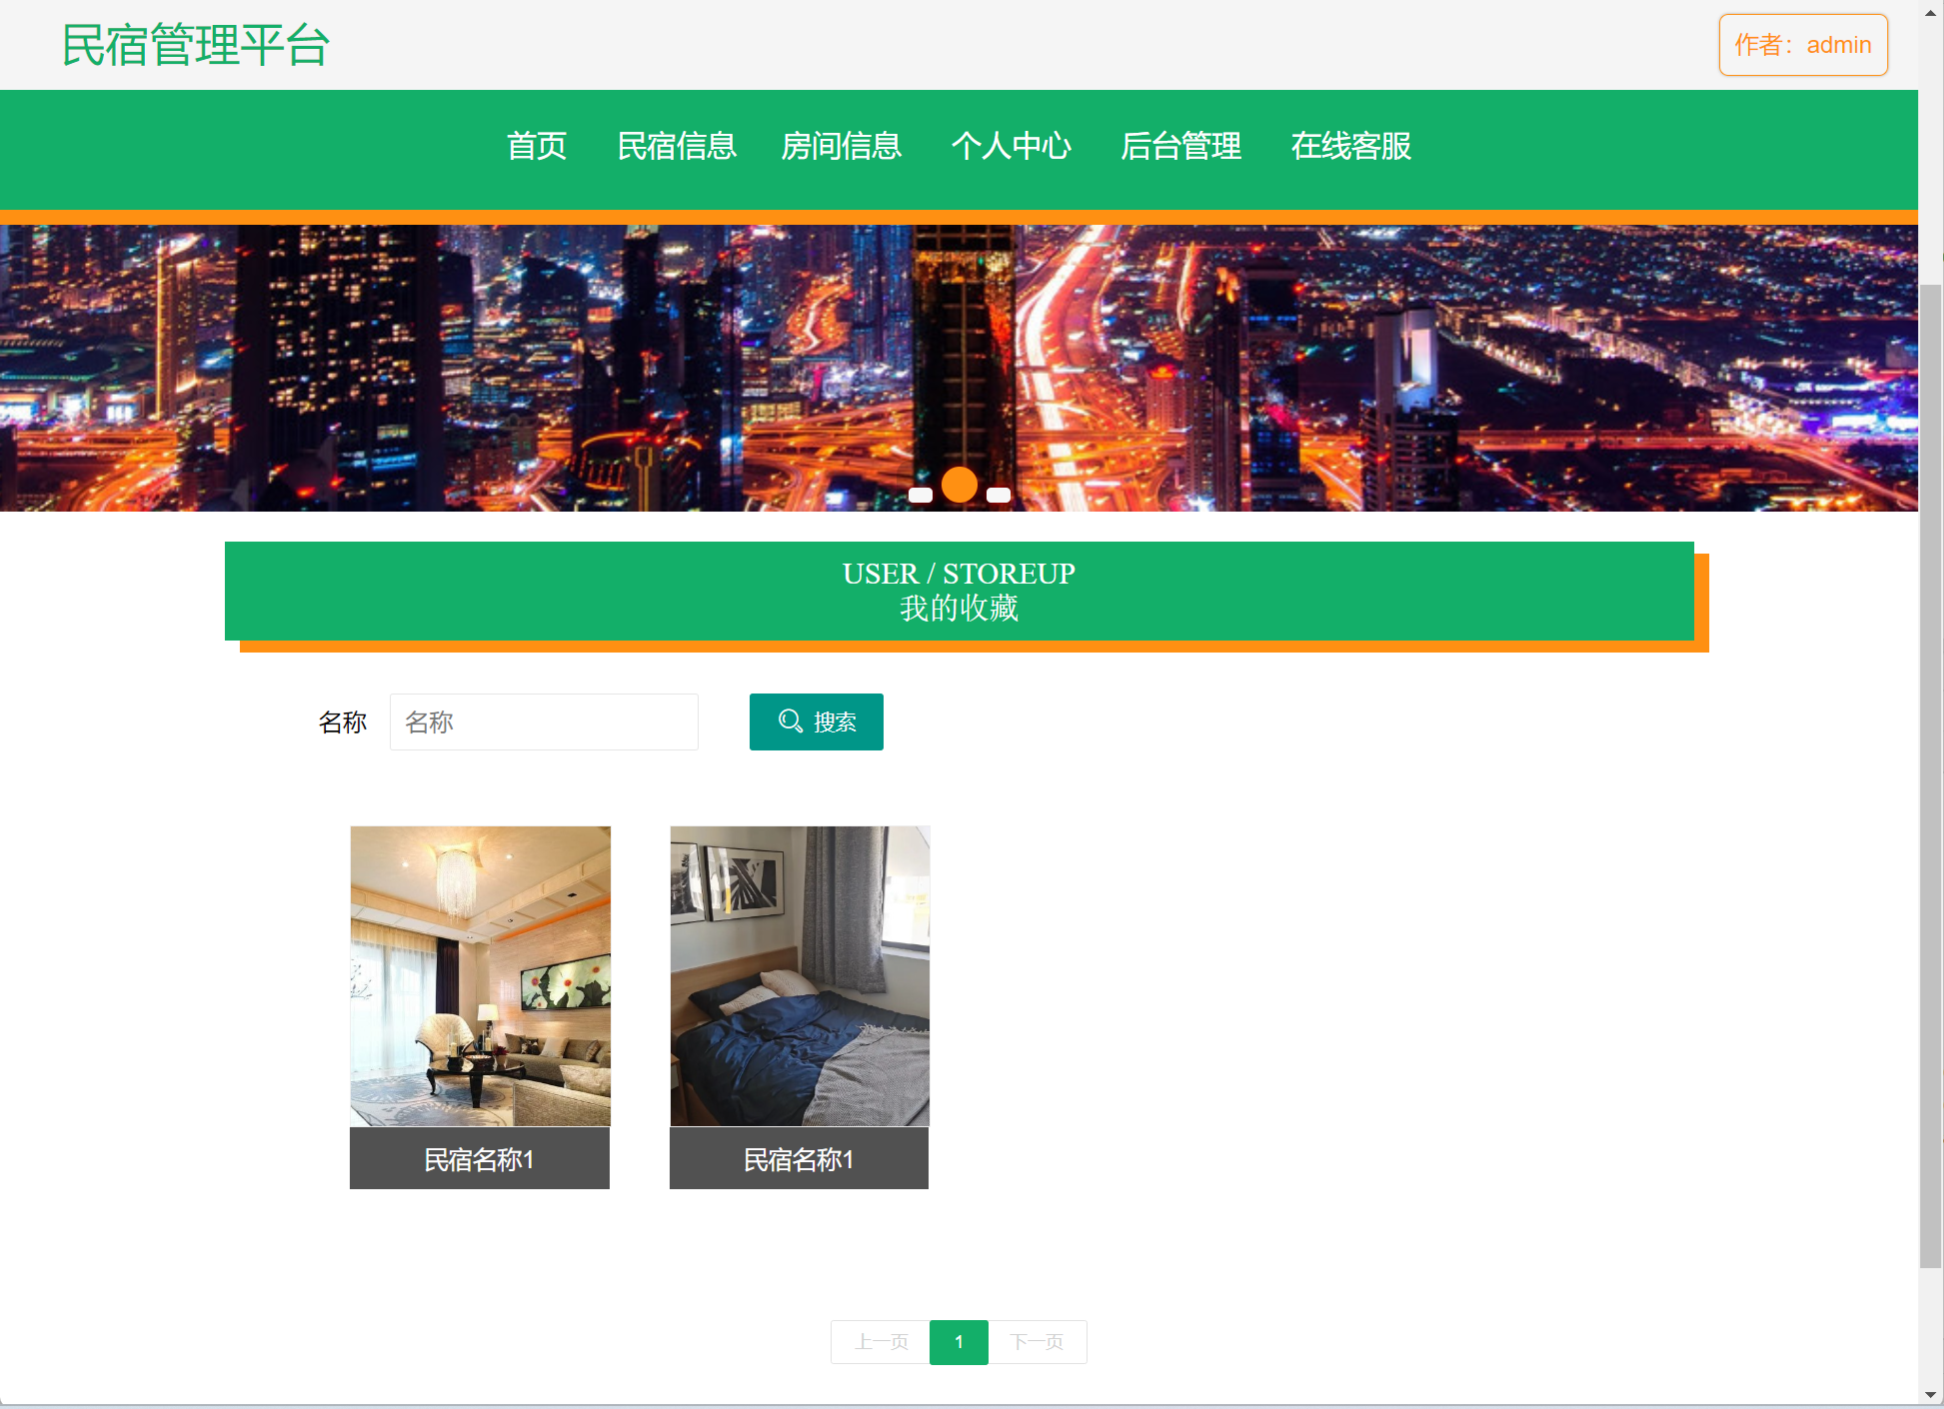 民宿管理平台
作者：admin
首页 民宿信息 房间信息 个人中心 后台管理 在线客服
USER / STOREUP
我的收藏
名称 名称 搜索
民宿名称1 民宿名称1
上一页 1 下一页